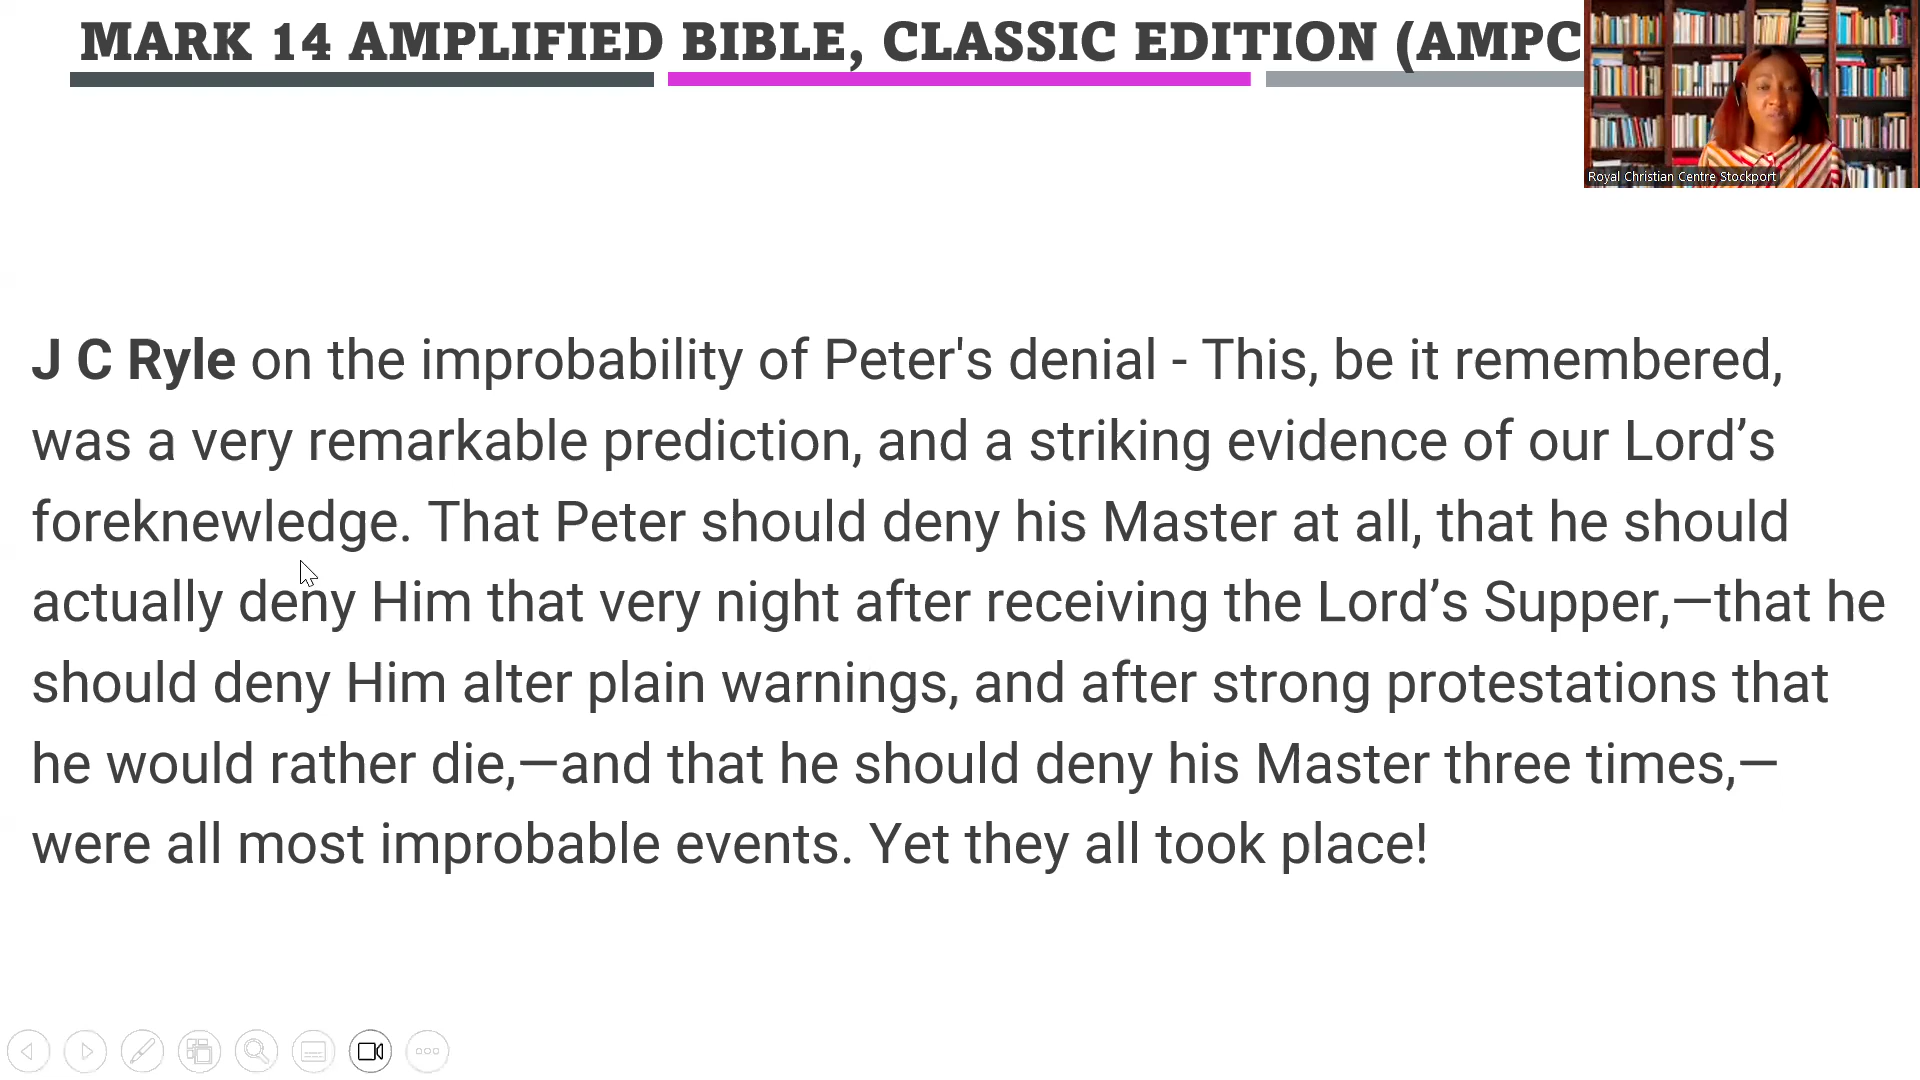 MARK 14 AMPLIFIED BIBLE, CLASSIC EDITION (AMPC
Royal Christian Centre Stockport
J C Ryle on the improbability of Peter's denial - This, be it remembered,
was a very remarkable prediction, and a striking evidence of our Lord’s
foreknewledge. That Peter should deny his Master at all, that he should
actually deny Him that very night after receiving the Lord’s Supper,—that he
should deny Him alter plain warnings, and after strong protestations that
he would rather die,—and that he should deny his Master three times,—
were all most improbable events. Yet they all took place!